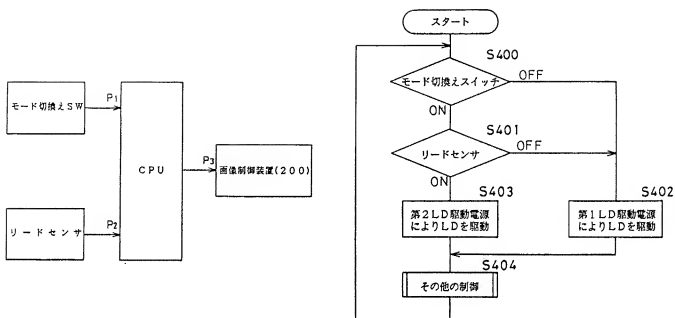 モード切換えSW
P1
リードセンサ
P2
CPU
P3
画像制御装置(200)
スタート
S400
モード切換えスイッチ
OFF
ON
S401
リードセンサ
OFF
ON
S403
第2LD駆動電源
によりLDを駆動
S402
第1LD駆動電源
によりLDを駆動
S404
その他の制御